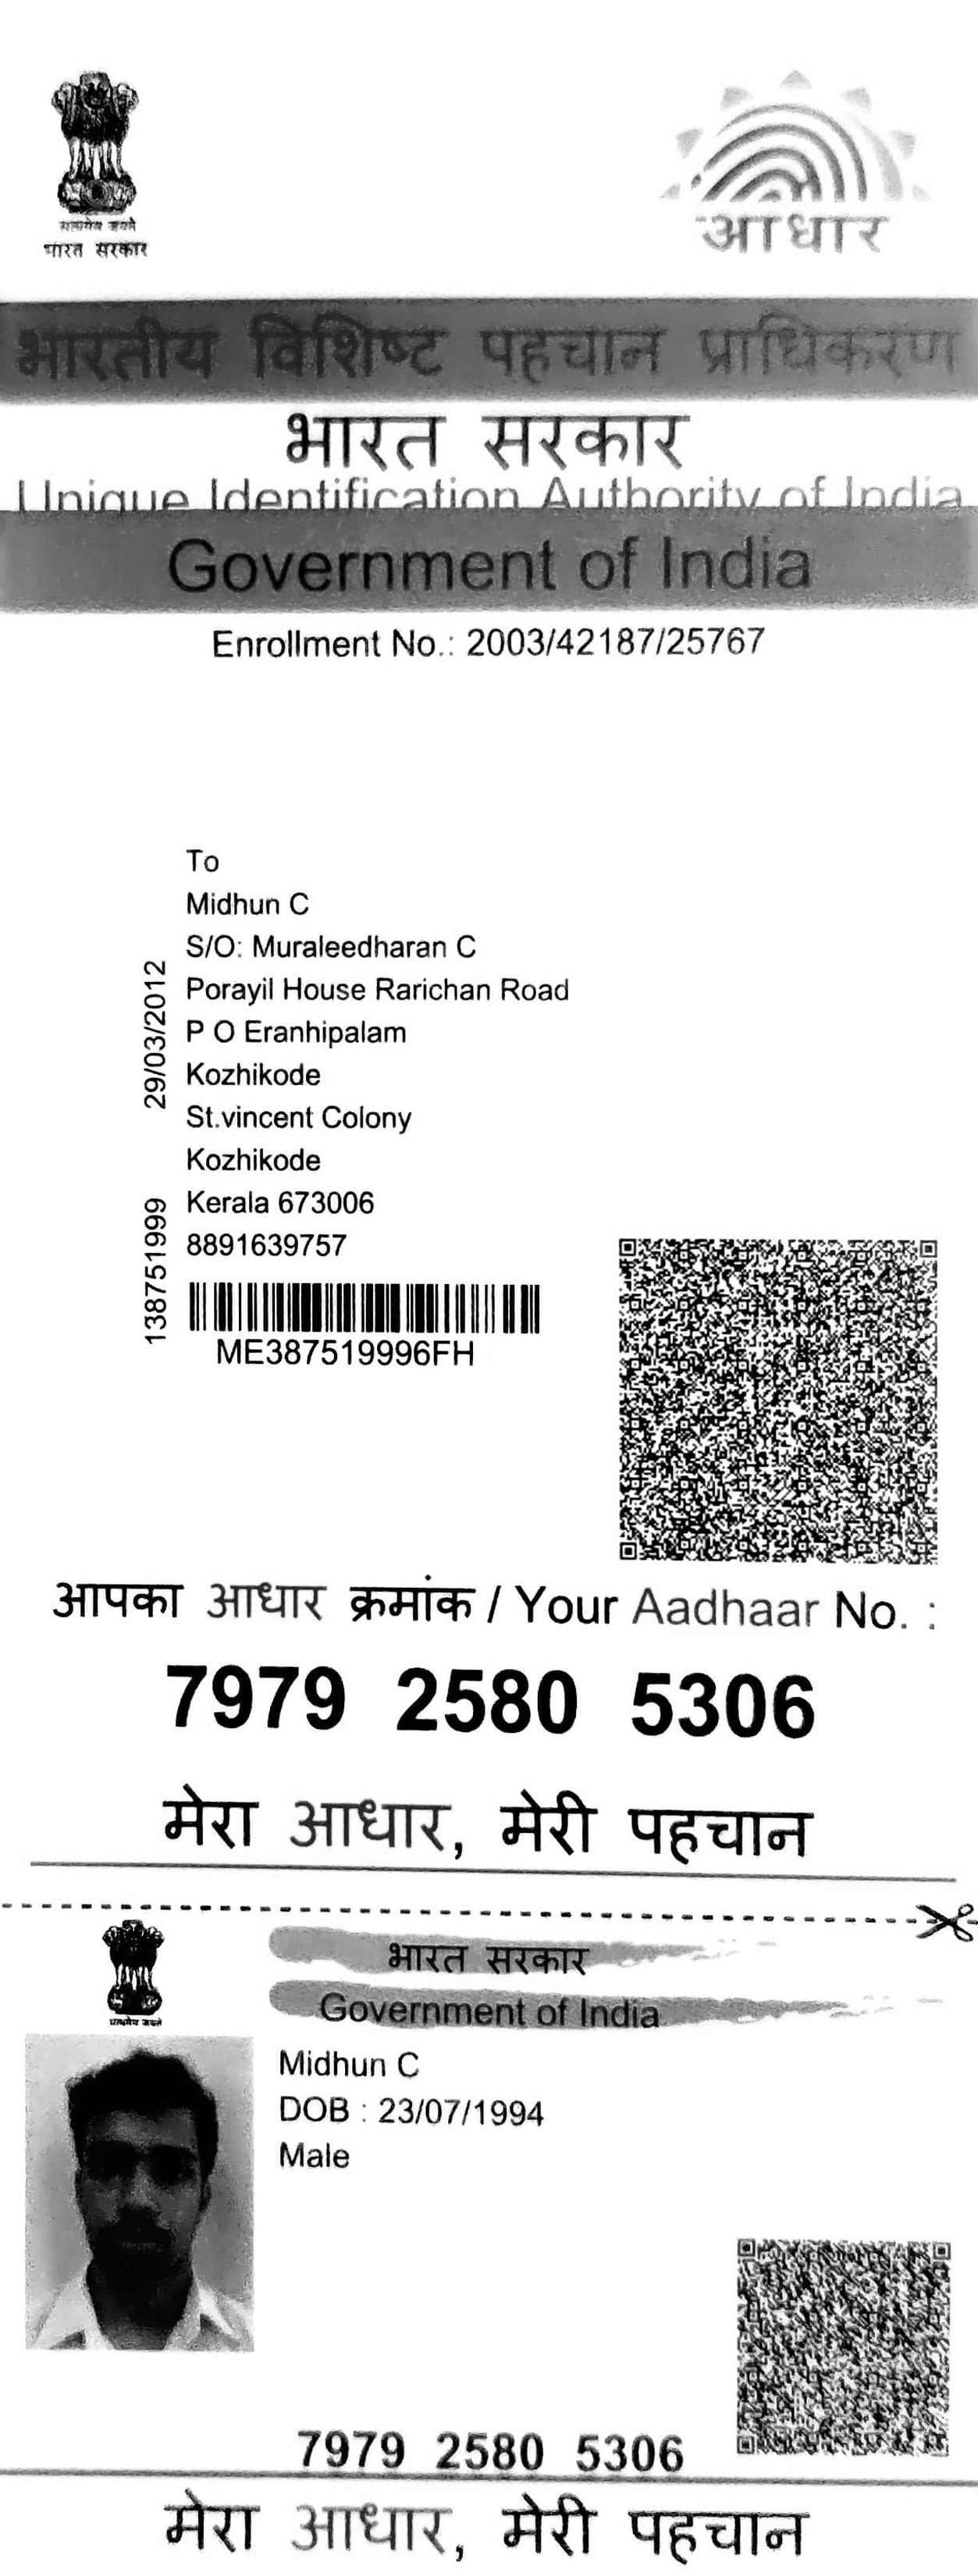 सत्यमेव जयते
भारत सरकार
आधार
भारतीय विशिष्ट पहचान प्राधिकरण
भारत सरकार
Unique Identification Authority of India
Government of India
Enrollment No.: 2003/42187/25767
To
Midhun C
S/O: Muraleedharan C
Porayil House Rarichan Road
P O Eranhipalam
Kozhikode
St.vincent Colony
Kozhikode
Kerala 673006
8891639757
29/03/2012
138751999
ME387519996FH
आपका आधार क्रमांक / Your Aadhaar No. :
7979 2580 5306
मेरा आधार, मेरी पहचान
भारत सरकार
Government of India
सत्यमेव जयते
Midhun C
DOB : 23/07/1994
Male
7979 2580 5306
मेरा आधार, मेरी पहचान